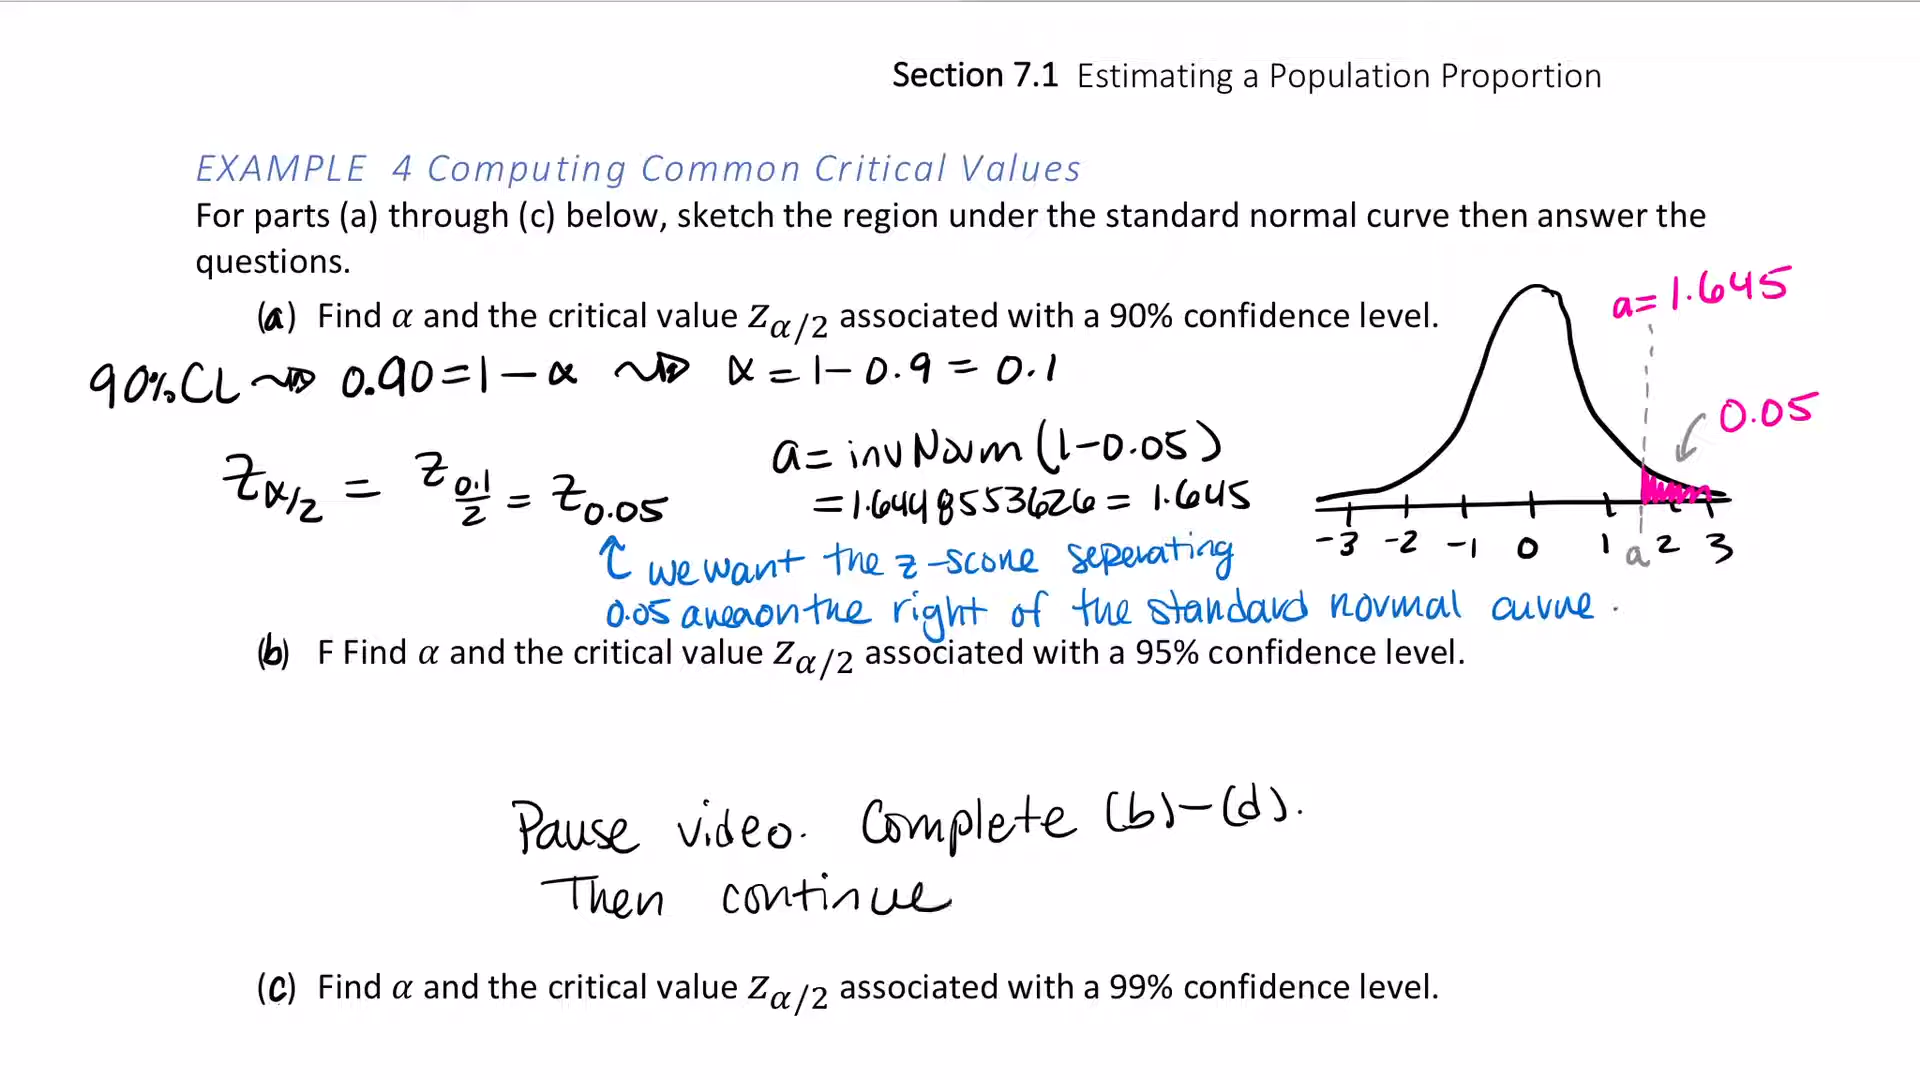 Section 7.1 Estimating a Population Proportion
EXAMPLE 4 Computing Common Critical Values
For parts (a) through (c) below, sketch the region under the standard normal curve then answer the
questions.
(a) Find α and the critical value Zα/2 associated with a 90% confidence level.
a = 1.645
90% CL ⇝ 0.90 = 1 − α ⇝ α = 1 − 0.9 = 0.1
0.05
Zα/2 = Z0.1/2 = Z0.05
a = invNorm (1-0.05)
= 1.6448553626 = 1.645
-3 -2 -1 0 1 a 2 3
↑ we want the z-score seperating
0.05 area on the right of the standard normal curve.
(b) F Find α and the critical value Zα/2 associated with a 95% confidence level.
Pause video. Complete (b)-(d).
Then continue
(c) Find α and the critical value Zα/2 associated with a 99% confidence level.